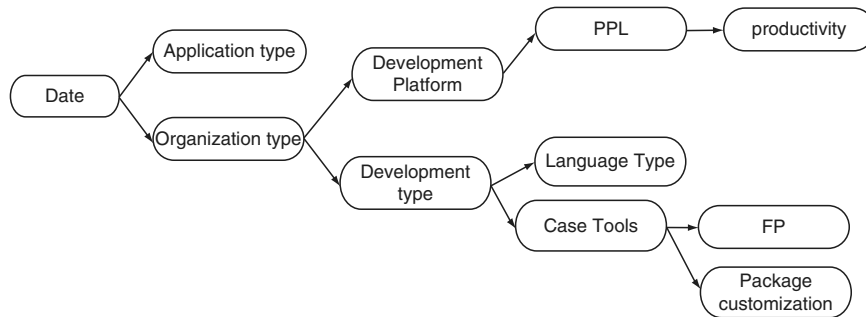 PPL
productivity
Application type
Development
Platform
Date
Organization type
Language Type
Development
type
Case Tools
FP
Package
customization